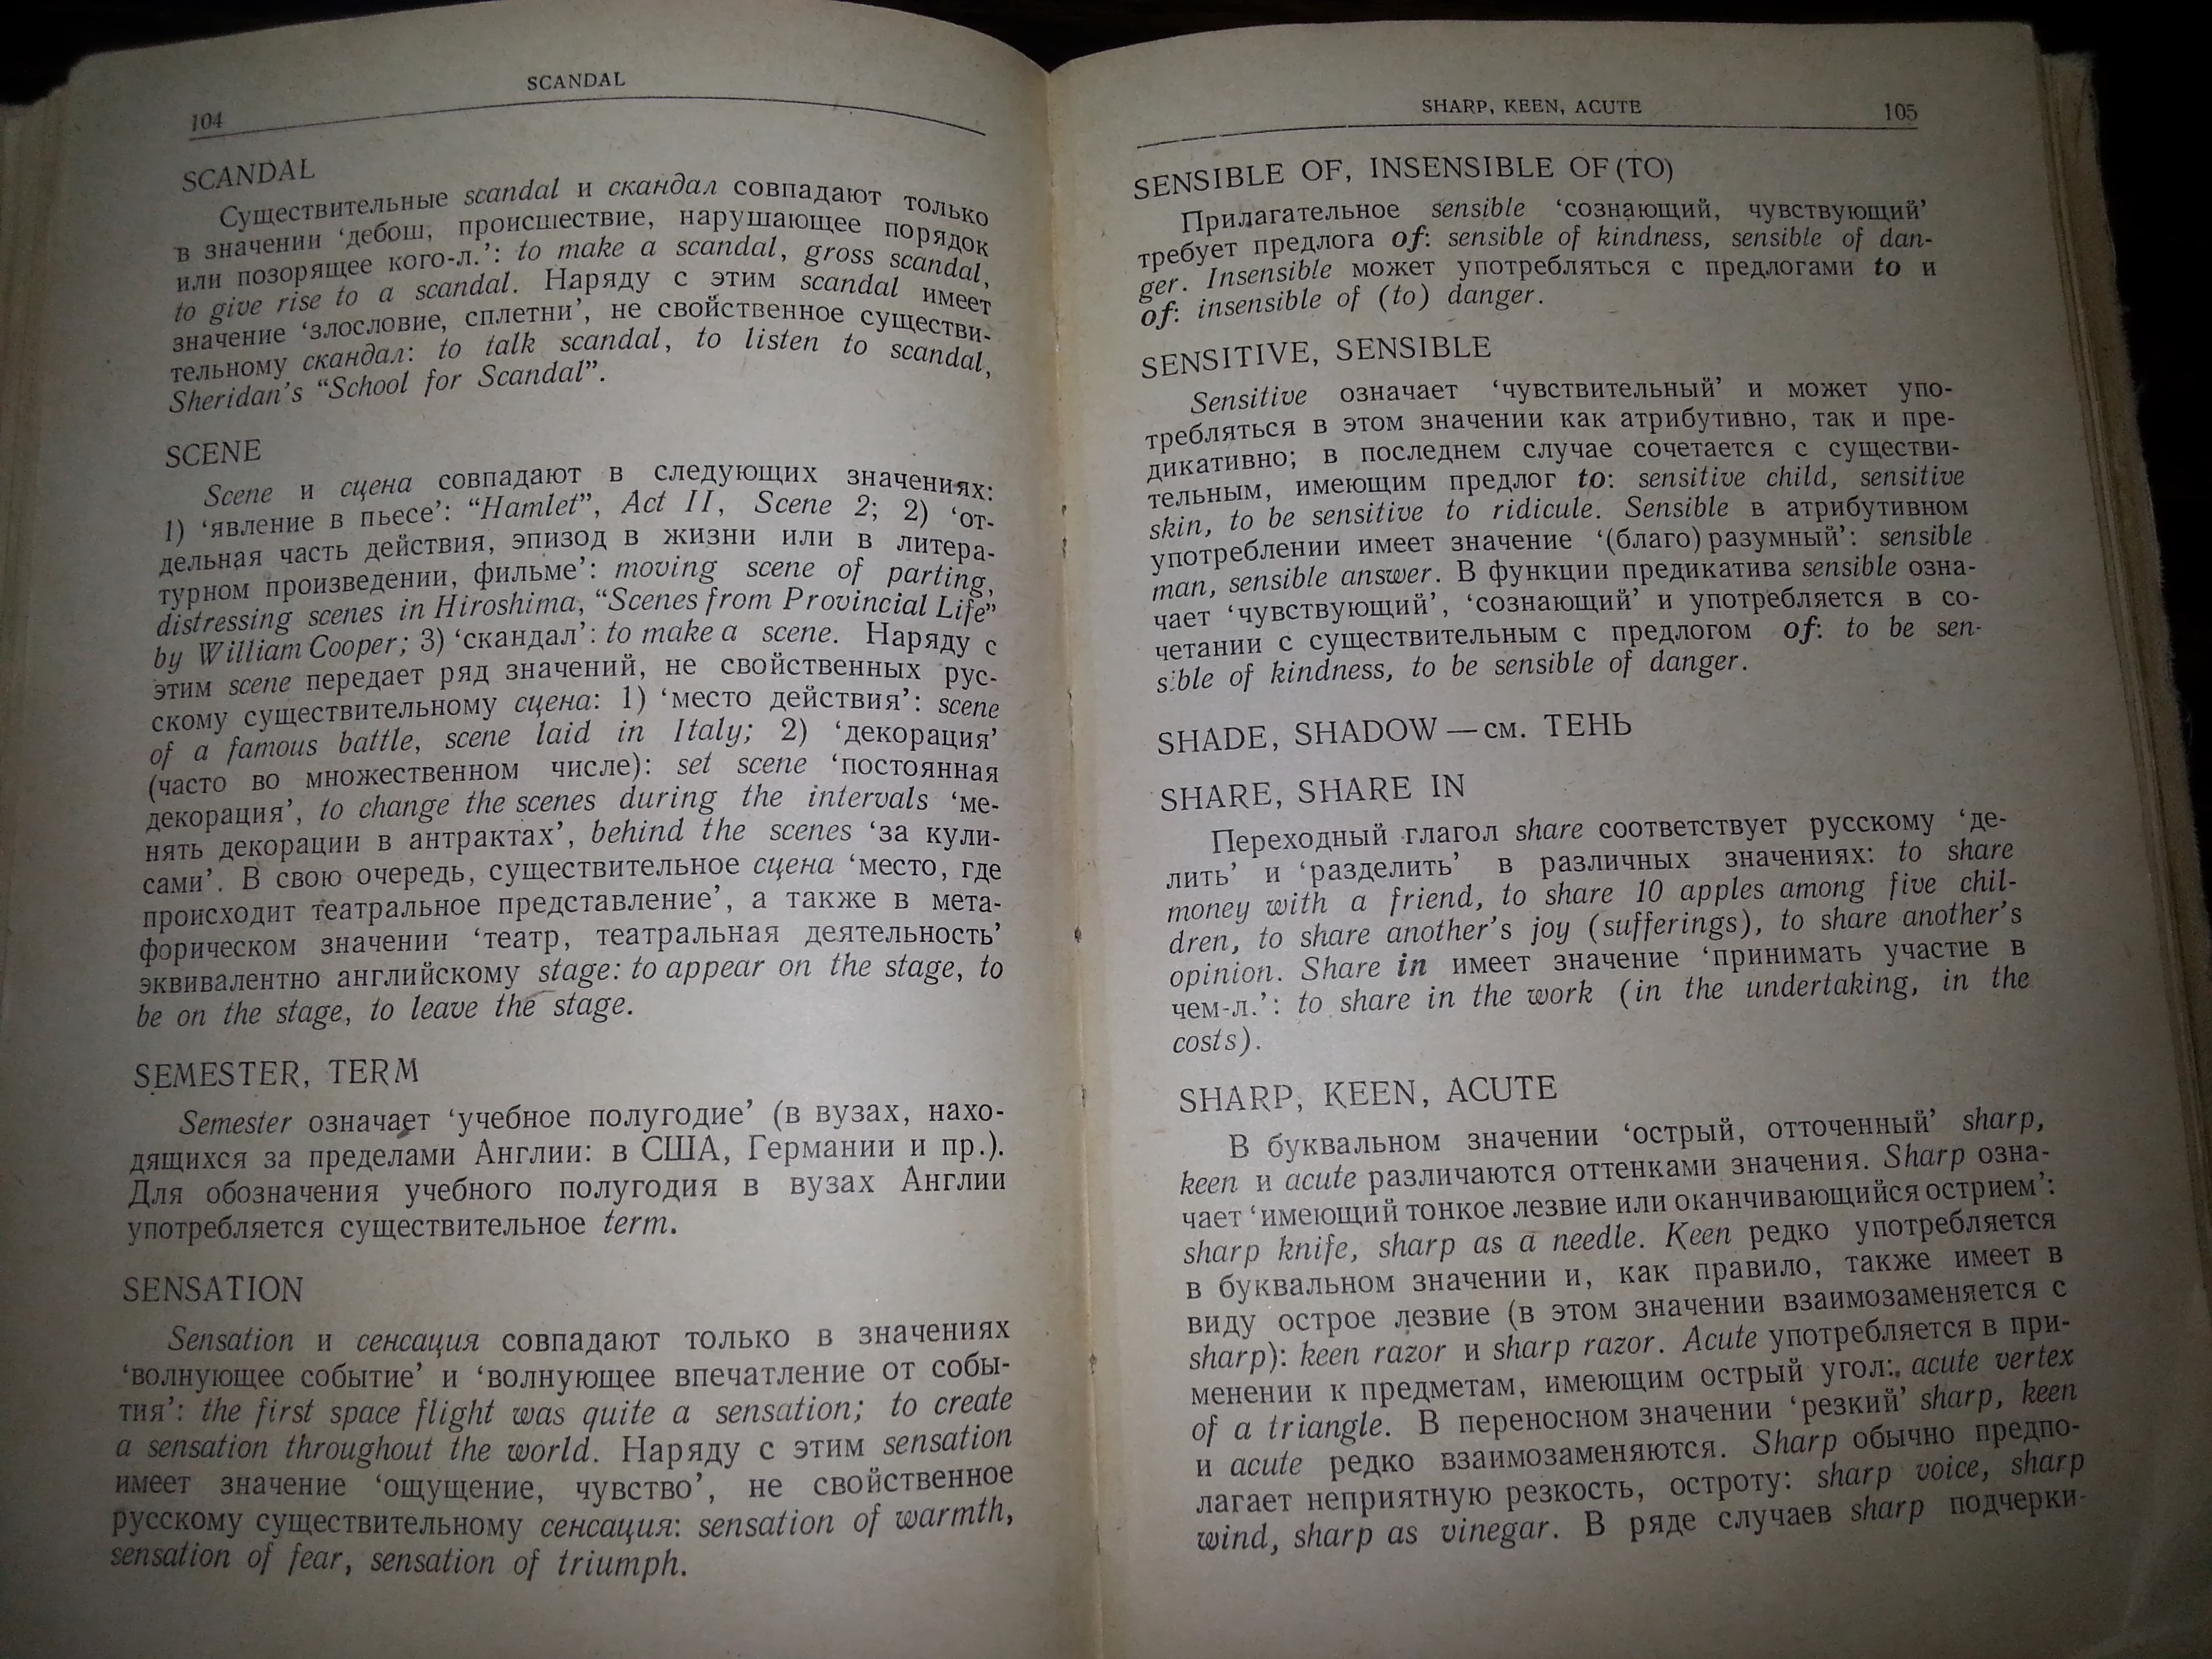 104
SCANDAL
SCANDAL
Существительные scandal и скандал совпадают только
в значении ‘дебош, происшествие, нарушающее порядок
или позорящее кого-л.’: to make a scandal, gross scandal,
to give rise to a scandal. Наряду с этим scandal имеет
значение ‘злословие, сплетни’, не свойственное существи-
тельному скандал: to talk scandal, to listen to scandal,
Sheridan’s “School for Scandal”.
SCENE
Scene и сцена совпадают в следующих значениях:
1) ‘явление в пьесе’: “Hamlet”, Act II, Scene 2; 2) ‘от-
дельная часть действия, эпизод в жизни или в литера-
турном произведении, фильме’: moving scene of parting,
distressing scenes in Hiroshima, “Scenes from Provincial Life”
by William Cooper; 3) ‘скандал’: to make a scene. Наряду с
этим scene передает ряд значений, не свойственных рус-
скому существительному сцена: 1) ‘место действия’: scene
of a famous battle, scene laid in Italy; 2) ‘декорация’
(часто во множественном числе): set scene ‘постоянная
декорация’, to change the scenes during the intervals ‘ме-
нять декорации в антрактах’, behind the scenes ‘за кули-
сами’. В свою очередь, существительное сцена ‘место, где
происходит театральное представление’, а также в мета-
форическом значении ‘театр, театральная деятельность’
эквивалентно английскому stage: to appear on the stage, to
be on the stage, to leave the stage.
SEMESTER, TERM
Semester означает ‘учебное полугодие’ (в вузах, нахо-
дящихся за пределами Англии: в США, Германии и пр.).
Для обозначения учебного полугодия в вузах Англии
употребляется существительное term.
SENSATION
Sensation и сенсация совпадают только в значениях
‘волнующее событие’ и ‘волнующее впечатление от собы-
тия’: the first space flight was quite a sensation; to create
a sensation throughout the world. Наряду с этим sensation
имеет значение ‘ощущение, чувство’, не свойственное
русскому существительному сенсация: sensation of warmth,
sensation of fear, sensation of triumph.
SHARP, KEEN, ACUTE
105
SENSIBLE OF, INSENSIBLE OF (TO)
Прилагательное sensible ‘сознающий, чувствующий’
требует предлога of: sensible of kindness, sensible of dan-
ger. Insensible может употребляться с предлогами to и
of: insensible of (to) danger.
SENSITIVE, SENSIBLE
Sensitive означает ‘чувствительный’ и может упо-
требляться в этом значении как атрибутивно, так и пре-
дикативно; в последнем случае сочетается с существи-
тельным, имеющим предлог to: sensitive child, sensitive
skin, to be sensitive to ridicule. Sensible в атрибутивном
употреблении имеет значение ‘(благо)разумный’: sensible
man, sensible answer. В функции предикатива sensible озна-
чает ‘чувствующий’, ‘сознающий’ и употребляется в со-
четании с существительным с предлогом of: to be sen-
sible of kindness, to be sensible of danger.
SHADE, SHADOW — см. ТЕНЬ
SHARE, SHARE IN
Переходный глагол share соответствует русскому ‘де-
лить’ и ‘разделить’ в различных значениях: to share
money with a friend, to share 10 apples among five chil-
dren, to share another’s joy (sufferings), to share another’s
opinion. Share in имеет значение ‘принимать участие в
чем-л.’: to share in the work (in the undertaking, in the
costs).
SHARP, KEEN, ACUTE
В буквальном значении ‘острый, отточенный’ sharp,
keen и acute различаются оттенками значения. Sharp озна-
чает ‘имеющий тонкое лезвие или оканчивающийся острием’:
sharp knife, sharp as a needle. Keen редко употребляется
в буквальном значении и, как правило, также имеет в
виду острое лезвие (в этом значении взаимозаменяется с
sharp): keen razor и sharp razor. Acute употребляется в при-
менении к предметам, имеющим острый угол: acute vertex
of a triangle. В переносном значении ‘резкий’ sharp, keen
и acute редко взаимозаменяются. Sharp обычно предпо-
лагает неприятную резкость, остроту: sharp voice, sharp
wind, sharp as vinegar. В ряде случаев sharp подчерки-